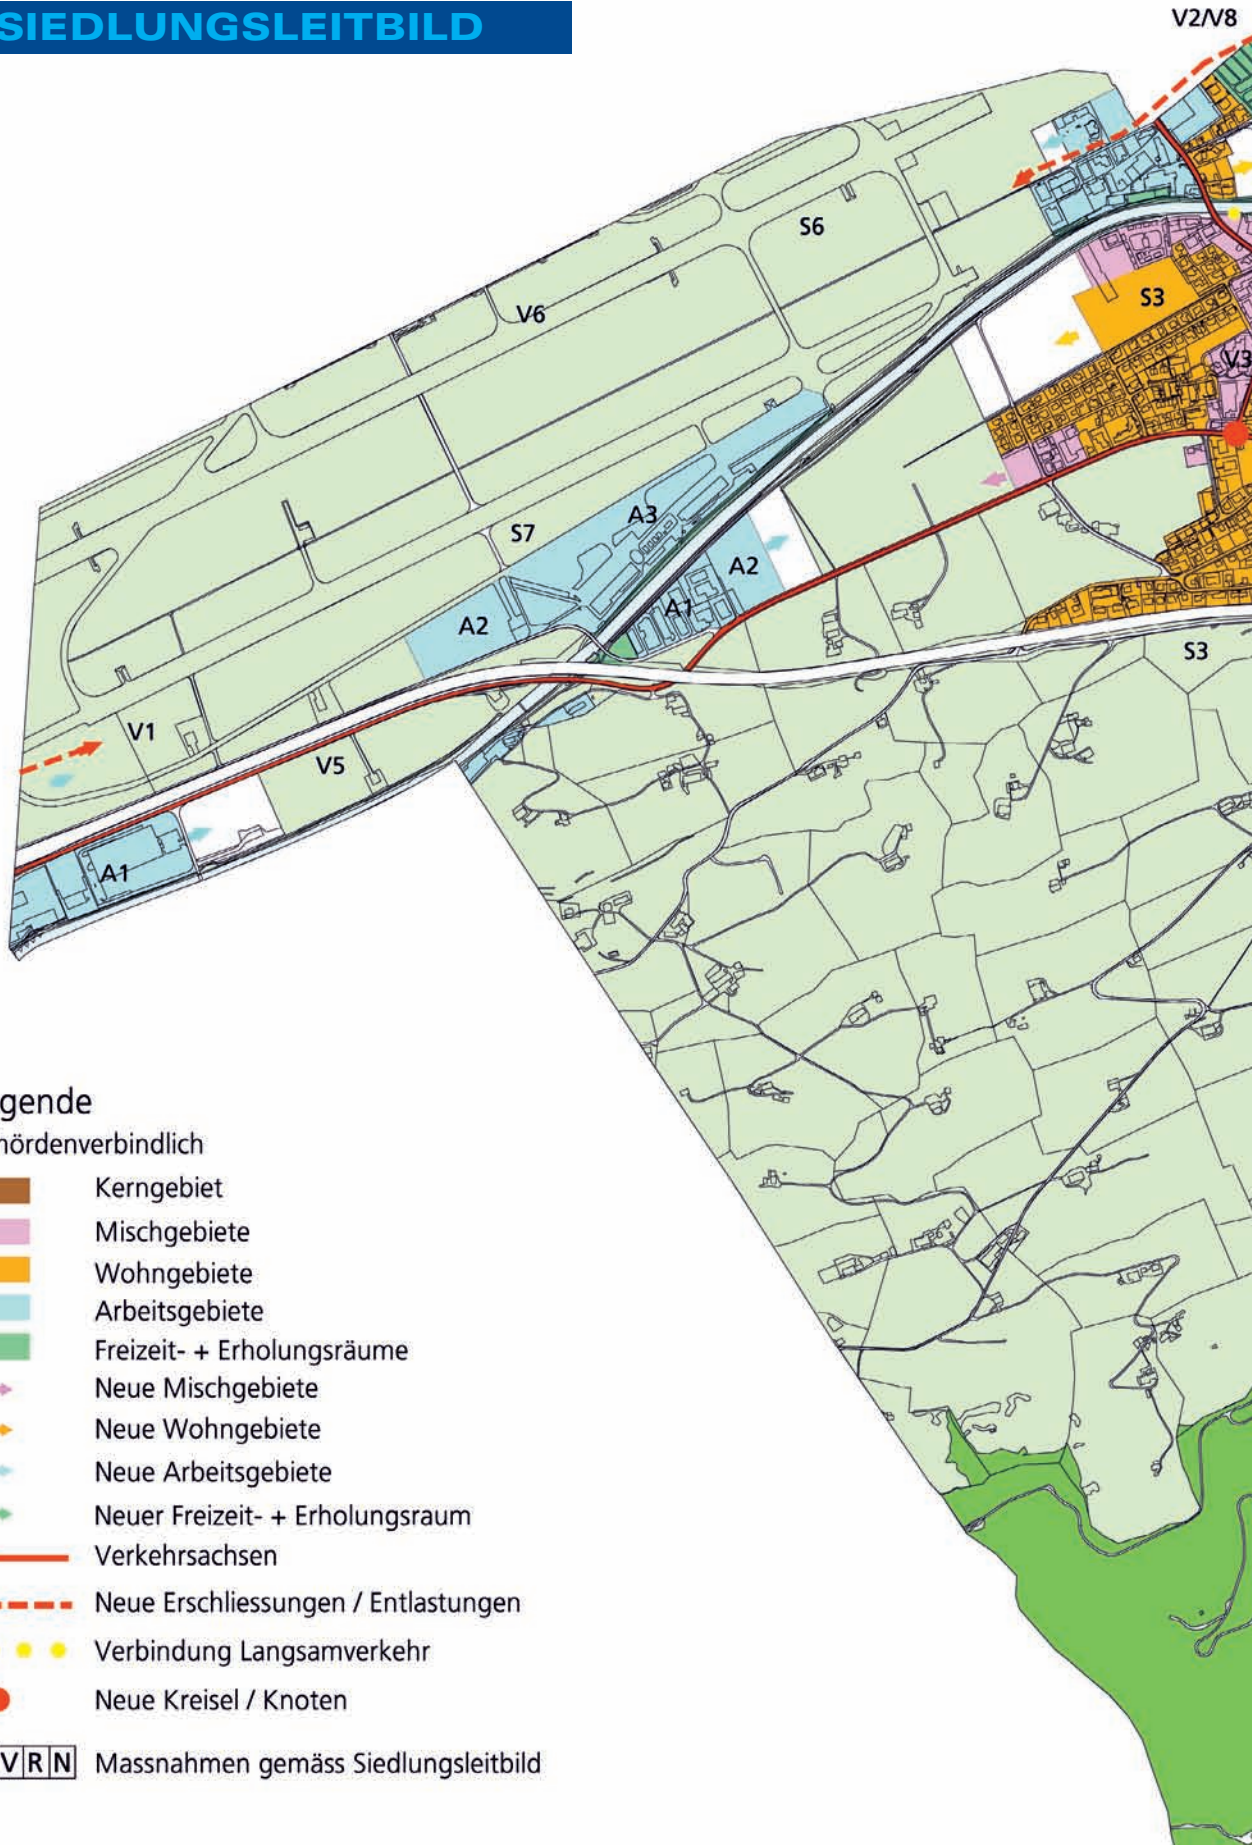 SIEDLUNGSLEITBILD
V2/V8
S6
S3
V6
V3
A3
S7
A2
A1
A2
S3
V1
V5
A1
gende
hördenverbindlich
Kerngebiet
Mischgebiete
Wohngebiete
Arbeitsgebiete
Freizeit- + Erholungsräume
Neue Mischgebiete
Neue Wohngebiete
Neue Arbeitsgebiete
Neuer Freizeit- + Erholungsraum
Verkehrsachsen
Neue Erschliessungen / Entlastungen
Verbindung Langsamverkehr
Neue Kreisel / Knoten
V R N Massnahmen gemäss Siedlungsleitbild